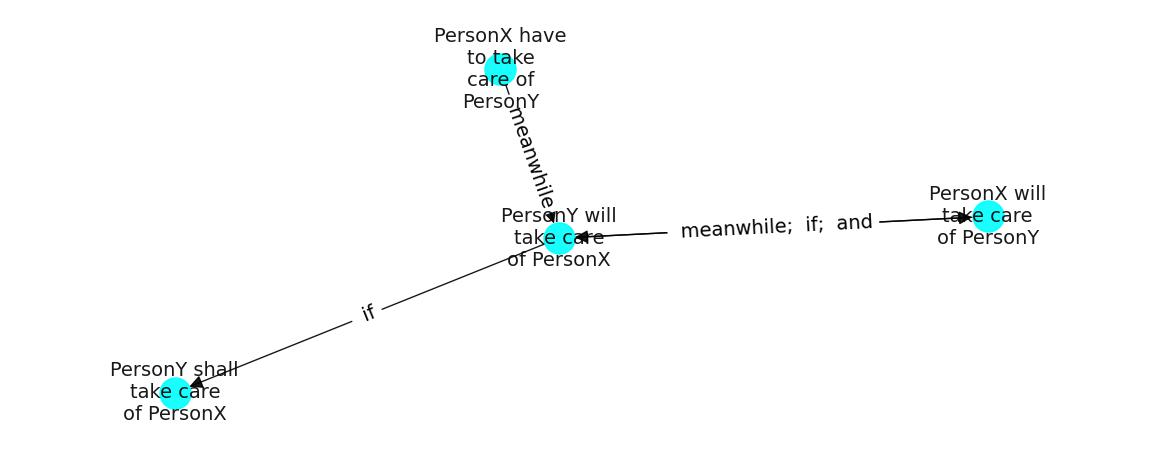 PersonX have
to take
care of
PersonY
meanwhile
PersonX will
take care
of PersonY
PersonY will
take care
of PersonX
meanwhile; if; and
if
PersonY shall
take care
of PersonX